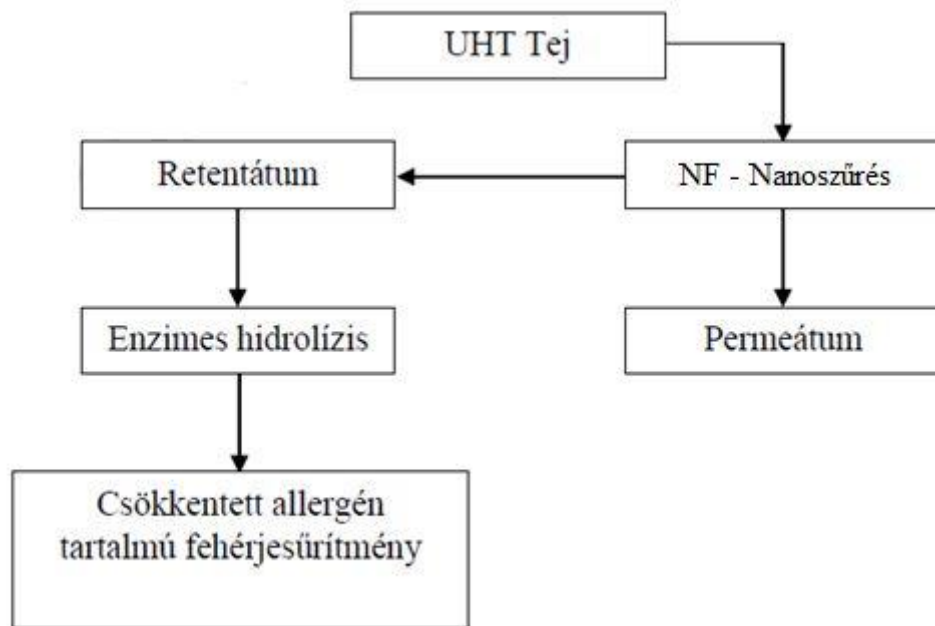 UHT Tej
Retentátum
NF - Nanoszűrés
Enzimes hidrolízis
Permeátum
Csökkentett allergén
tartalmú fehérjesűrítmény